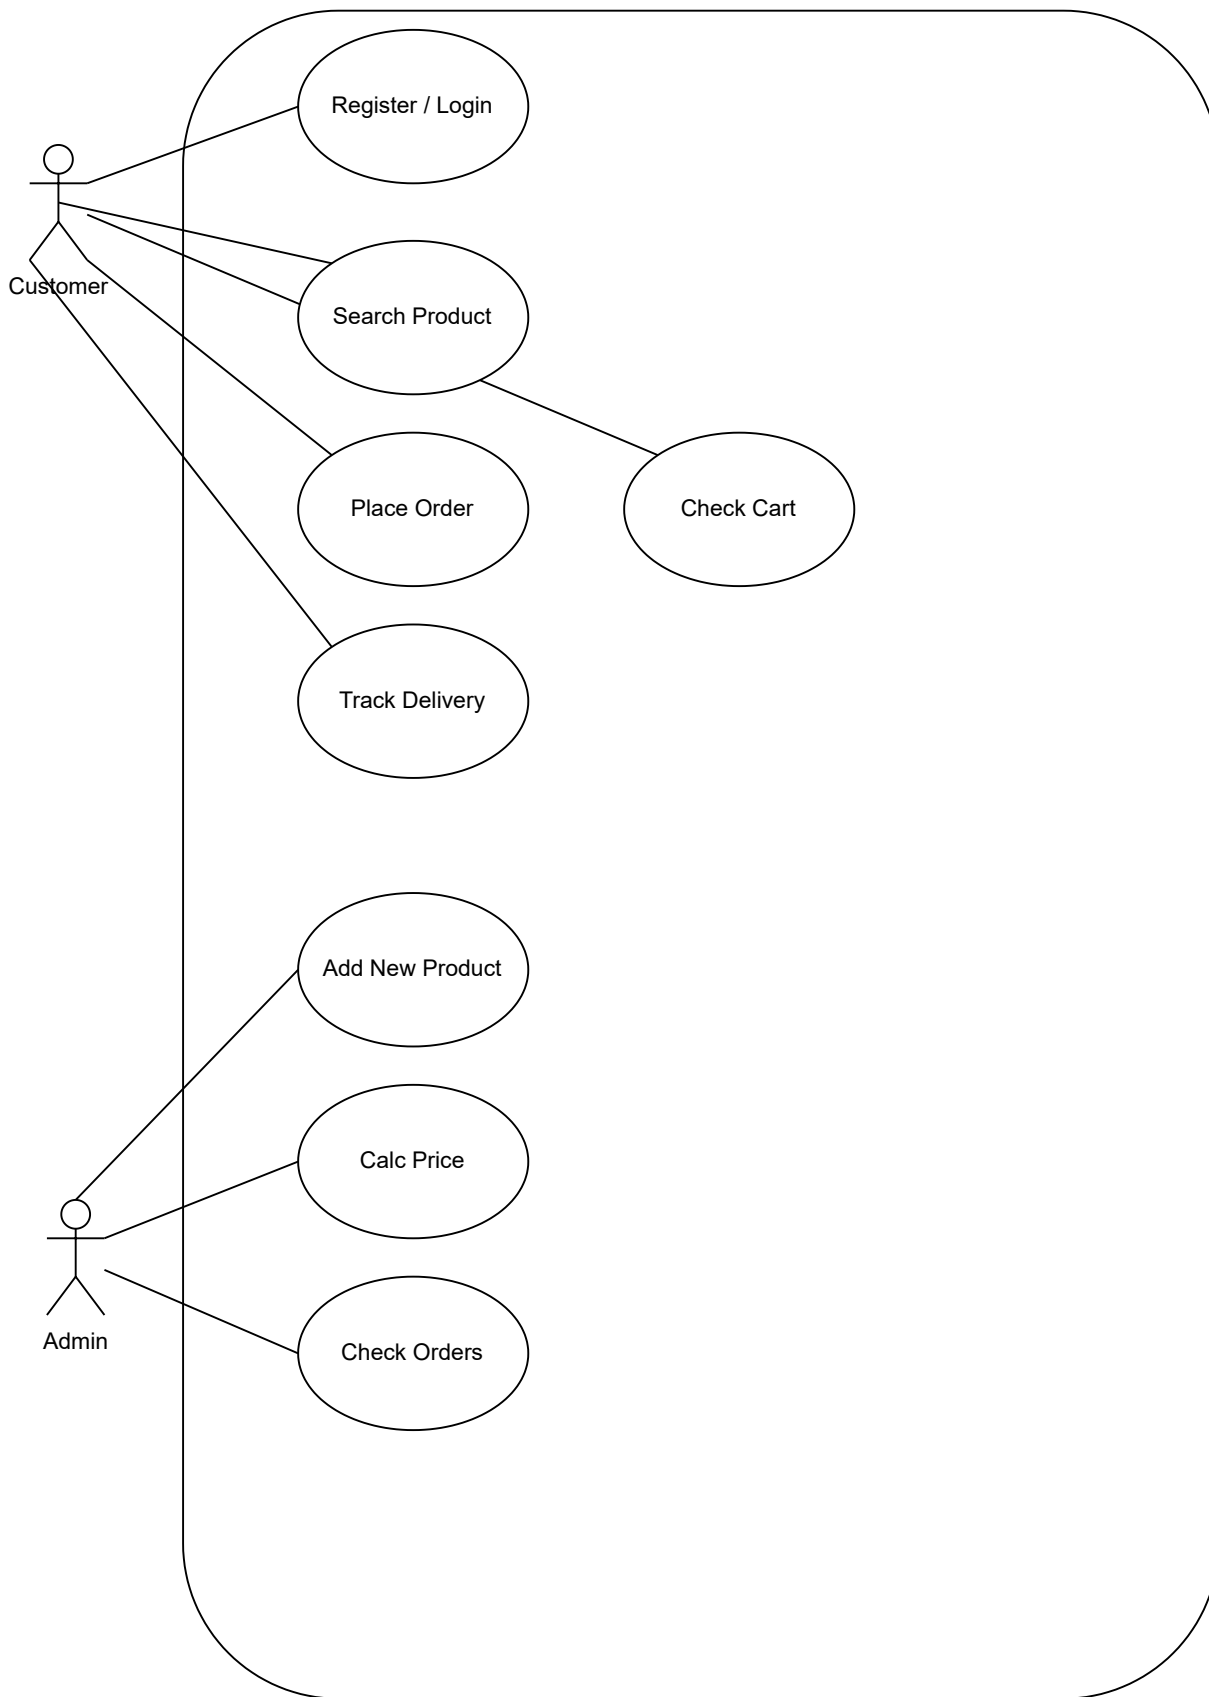 Register / Login
Customer
Search Product
Place Order
Check Cart
Track Delivery
Add New Product
Calc Price
Admin
Check Orders